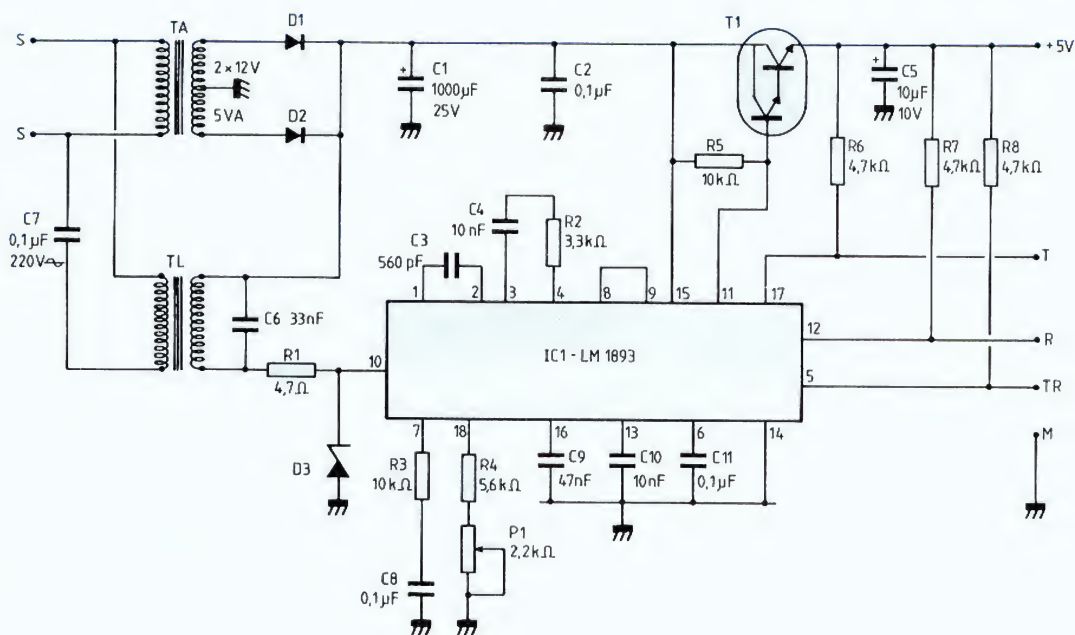 S
TA
D1
2 × 12V
5VA
D2
S
C7
0,1µF
220V~
TL
C1
1000µF
25V
C2
0,1µF
T1
R5
10kΩ
+5V
C5
10µF
10V
R6
4,7kΩ
R7
4,7kΩ
R8
4,7kΩ
C4
10nF
R2
3,3kΩ
C3
560 pF
C6 33nF
R1
4,7Ω
D3
1
2
3
4
8
9
15
11
17
10
IC1 - LM 1893
12
5
T
R
TR
M
7
18
16
13
6
14
R3
10kΩ
R4
5,6kΩ
C9
47nF
C10
10nF
C11
0,1µF
P1
2,2kΩ
C8
0,1µF